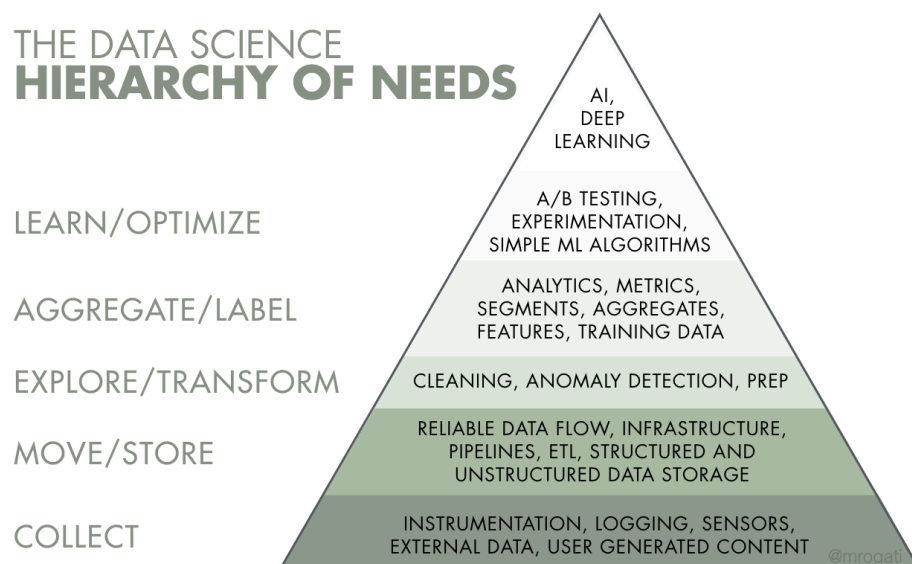 THE DATA SCIENCE
HIERARCHY OF NEEDS
AI,
DEEP
LEARNING
LEARN/OPTIMIZE
A/B TESTING,
EXPERIMENTATION,
SIMPLE ML ALGORITHMS
AGGREGATE/LABEL
ANALYTICS, METRICS,
SEGMENTS, AGGREGATES,
FEATURES, TRAINING DATA
EXPLORE/TRANSFORM
CLEANING, ANOMALY DETECTION, PREP
MOVE/STORE
RELIABLE DATA FLOW, INFRASTRUCTURE,
PIPELINES, ETL, STRUCTURED AND
UNSTRUCTURED DATA STORAGE
COLLECT
INSTRUMENTATION, LOGGING, SENSORS,
EXTERNAL DATA, USER GENERATED CONTENT
@mrogati